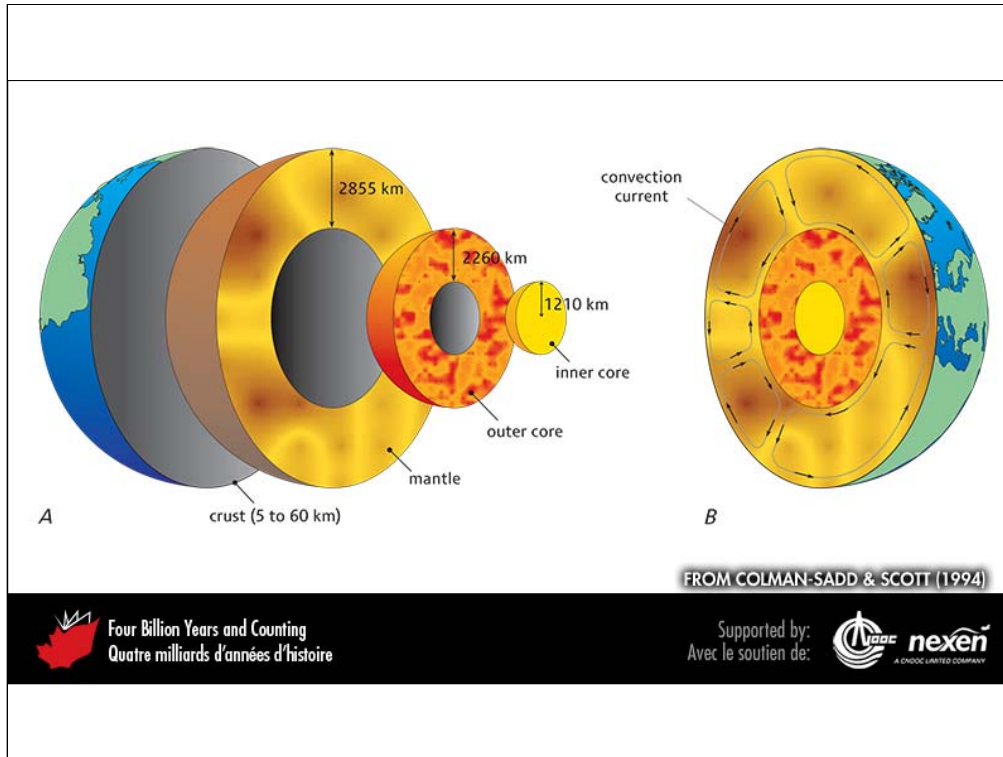 2855 km
2260 km
1210 km
inner core
outer core
mantle
crust (5 to 60 km)
A
convection
current
B
FROM COLMAN-SADD & SCOTT (1994)
Four Billion Years and Counting
Quatre milliards d'années d'histoire
Supported by:
Avec le soutien de:
CNOOC
nexen
A CNOOC LIMITED COMPANY